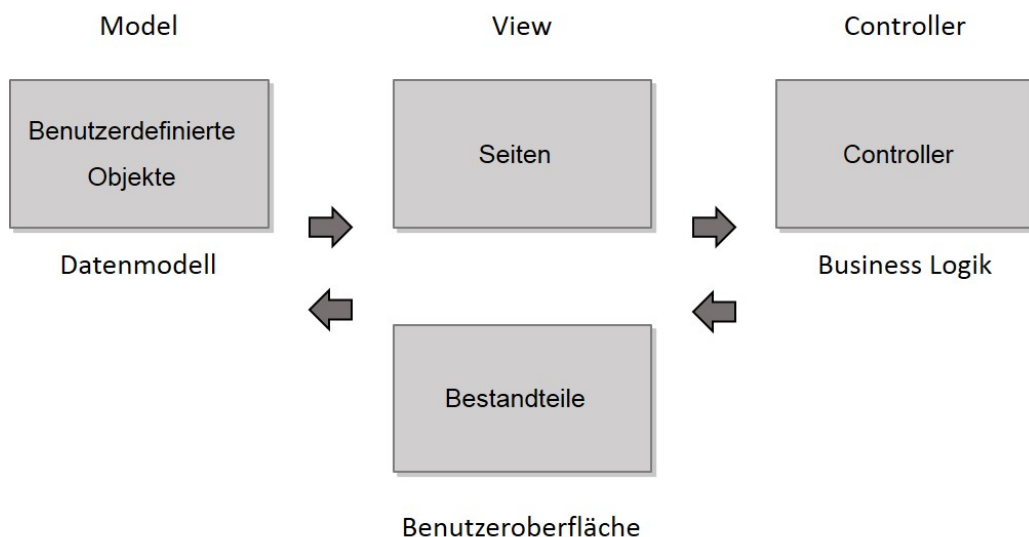 Model
View
Controller
Benutzerdefinierte
Objekte
Seiten
Controller
Datenmodell
Business Logik
Bestandteile
Benutzeroberfläche